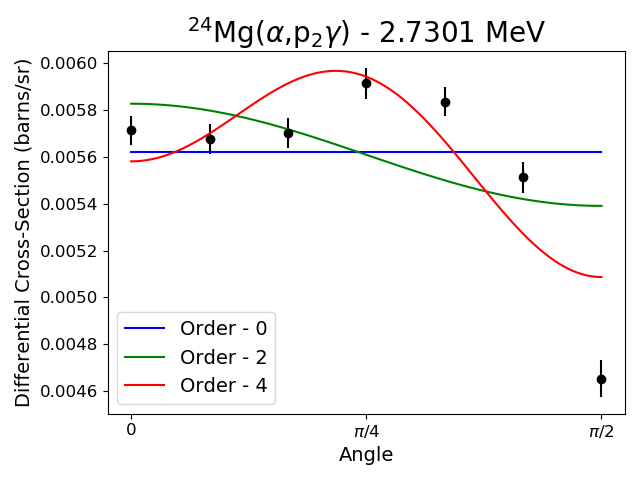 ²⁴Mg(α,p₂γ) - 2.7301 MeV
Differential Cross-Section (barns/sr)
0.0060
0.0058
0.0056
0.0054
0.0052
0.0050
0.0048
0.0046
Order - 0
Order - 2
Order - 4
0 π/4 π/2
Angle